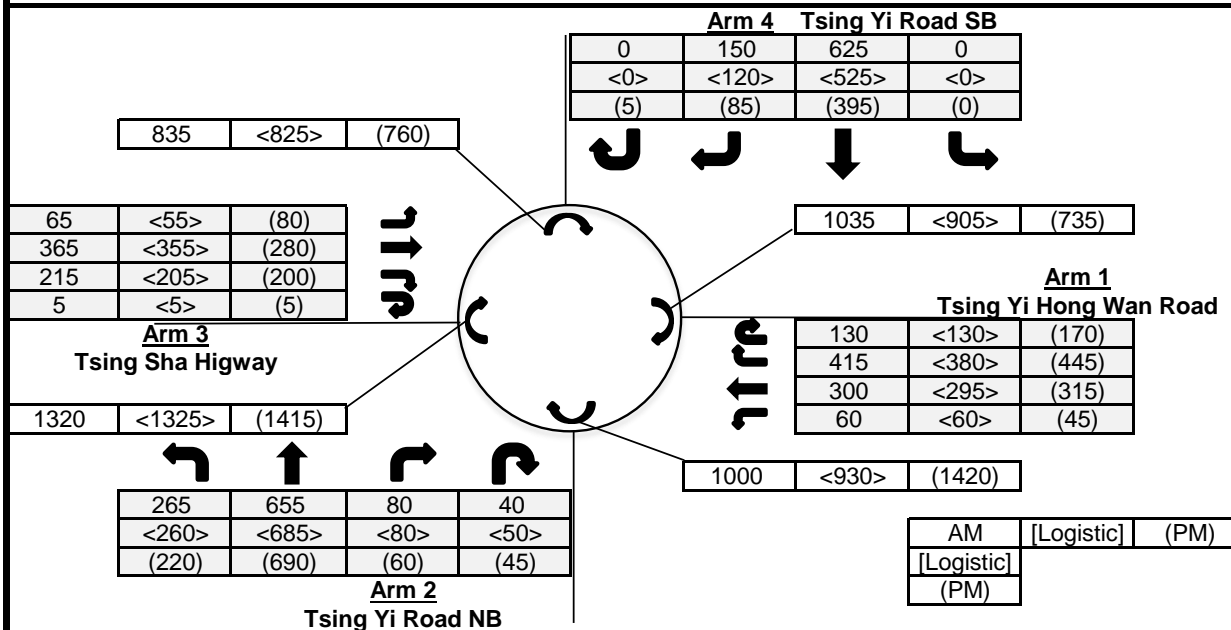 Arm 4 Tsing Yi Road SB
0 150 625 0
<0> <120> <525> <0>
(5) (85) (395) (0)
835 <825> (760)
65 <55> (80)
365 <355> (280)
215 <205> (200)
5 <5> (5)
Arm 3
Tsing Sha Higway
1035 <905> (735)
Arm 1
Tsing Yi Hong Wan Road
130 <130> (170)
415 <380> (445)
300 <295> (315)
60 <60> (45)
1320 <1325> (1415)
1000 <930> (1420)
265 655 80 40
<260> <685> <80> <50>
(220) (690) (60) (45)
Arm 2
Tsing Yi Road NB
AM [Logistic] (PM)
[Logistic]
(PM)